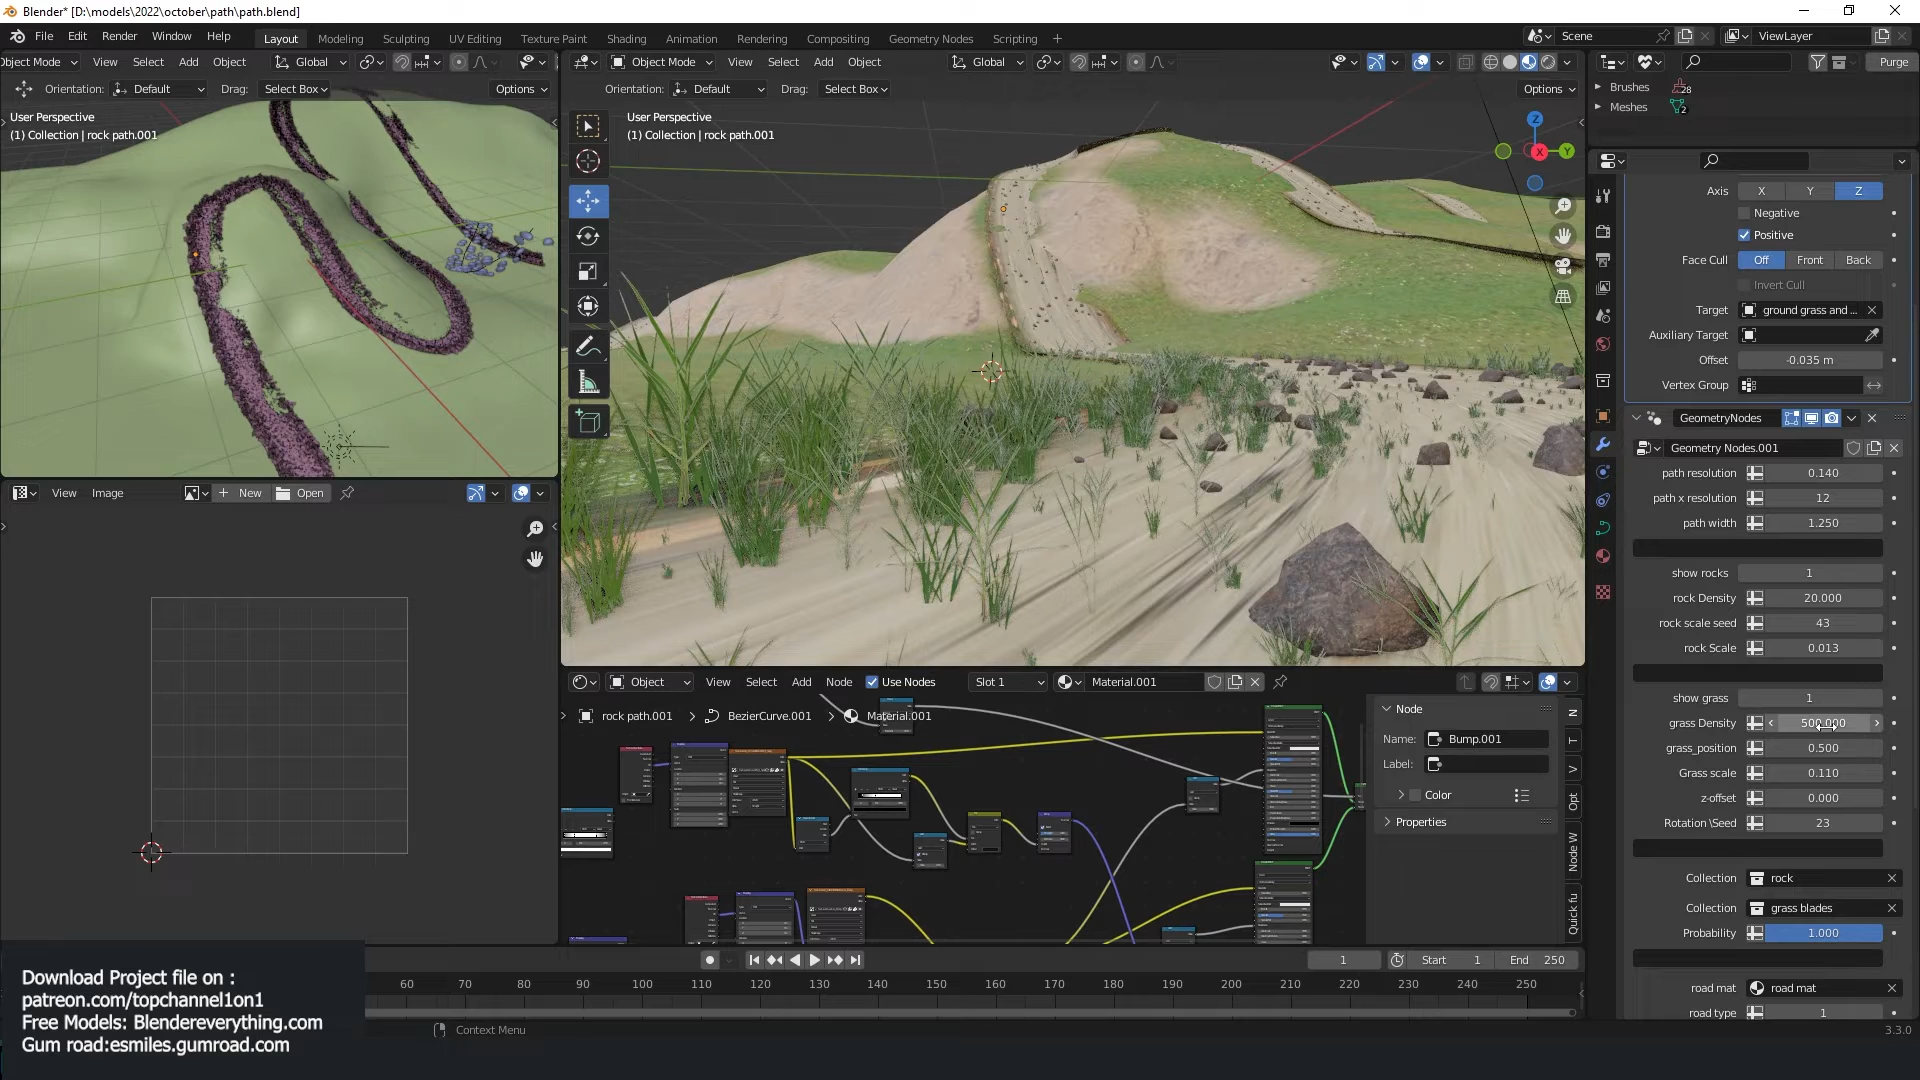 Blender* [D:\models\2022\october\path\path.blend]
File Edit Render Window Help Layout Modeling Sculpting UV Editing Texture Paint Shading Animation Rendering Compositing Geometry Nodes Scripting + Scene ViewLayer
Object Mode View Select Add Object Global
Orientation: Default Drag: Select Box Options
User Perspective
(1) Collection | rock path.001
Object Mode View Select Add Object Global
Orientation: Default Drag: Select Box Options
User Perspective
(1) Collection | rock path.001
Z
X
Y
Purge
Brushes 28
Meshes 2
Axis X Y Z
Negative
Positive
Face Cull Off Front Back
Invert Cull
Target ground grass and ...
Auxiliary Target
Offset -0.035 m
Vertex Group
GeometryNodes
Geometry Nodes.001
path resolution 0.140
path x resolution 12
path width 1.250
show rocks 1
rock Density 20.000
rock scale seed 43
rock Scale 0.013
show grass 1
grass Density 500.000
grass_position 0.500
Grass scale 0.110
z-offset 0.000
Rotation \Seed 23
Collection rock
Collection grass blades
Probability 1.000
road mat road mat
road type 1
View Image New Open
Object View Select Add Node Use Nodes Slot 1 Material.001
rock path.001 > BezierCurve.001 > Material.001
Node
Name: Bump.001
Label:
Color
Properties
N
T
V
Opt
Node W
Quick fu
1 Start 1 End 250
60 70 80 90 100 110 120 130 140 150 160 170 180 190 200 210 220 230 240 250
Context Menu
3.3.0
Download Project file on :
patreon.com/topchannel1on1
Free Models: Blendereverything.com
Gum road:esmiles.gumroad.com